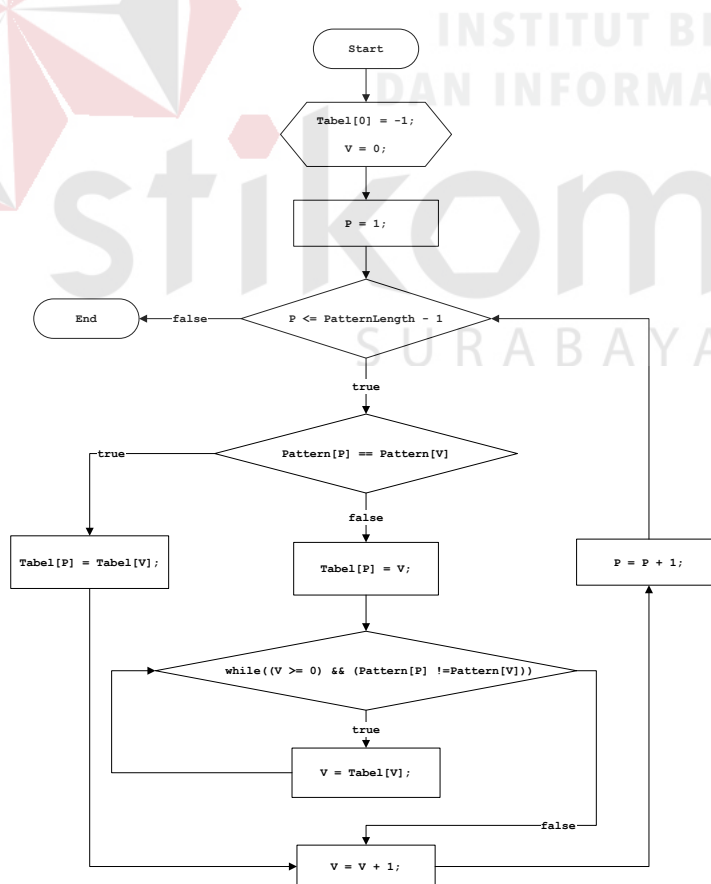 INSTITUT BI
DAN INFORMA
stikom
SURABAYA
Start
Tabel[0] = -1;
V = 0;
P = 1;
P <= PatternLength - 1
false
End
true
Pattern[P] == Pattern[V]
true
false
Tabel[P] = Tabel[V];
Tabel[P] = V;
P = P + 1;
while((V >= 0) && (Pattern[P] !=Pattern[V]))
true
V = Tabel[V];
false
V = V + 1;